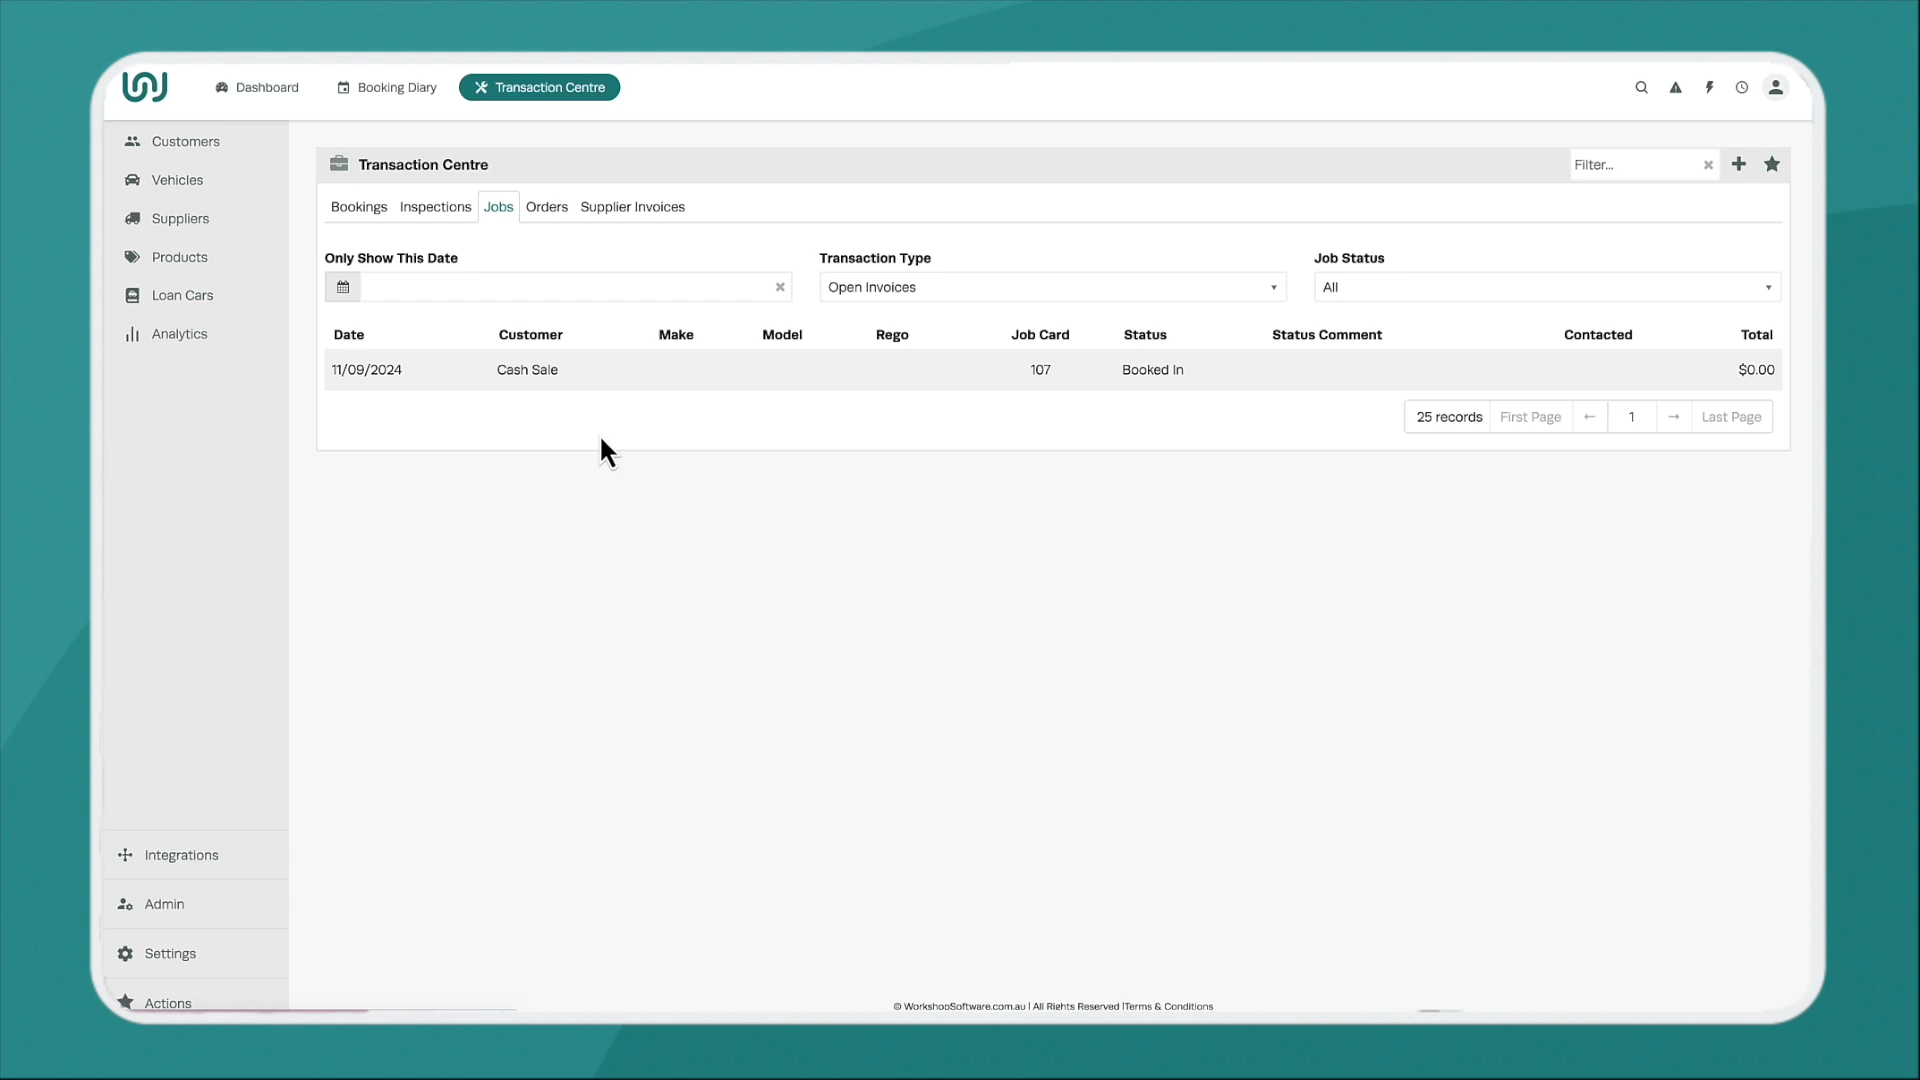 Dashboard Booking Diary Transaction Centre
Customers
Vehicles
Suppliers
Products
Loan Cars
Analytics
Integrations
Admin
Settings
Actions
Transaction Centre Filter...
Bookings Inspections Jobs Orders Supplier Invoices
Only Show This Date Transaction Type Job Status
Open Invoices All
Date Customer Make Model Rego Job Card Status Status Comment Contacted Total
11/09/2024 Cash Sale 107 Booked In $0.00
25 records First Page ← 1 → Last Page
© WorkshopSoftware.com.au | All Rights Reserved |Terms & Conditions